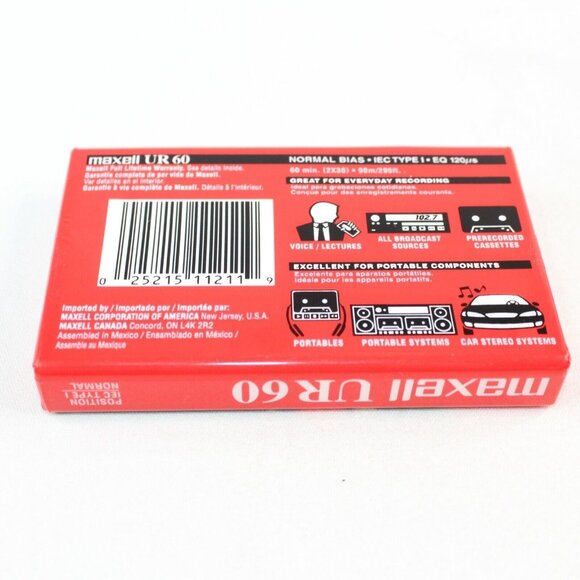 maxell UR 60
Maxell Full Lifetime Warranty. See details inside.
Garantía completa de por vida de Maxell.
Ver detalles en el interior.
Garantie à vie complète de Maxell. Détails à l'intérieur.
0 25215 11211 9
Imported by / Importado por / Importée par:
MAXELL CORPORATION OF AMERICA New Jersey, U.S.A.
MAXELL CANADA Concord, ON L4K 2R2
Assembled in Mexico / Ensamblado en México /
Assemblé au Mexique
NORMAL BIAS • IEC TYPE I • EQ 120µs
60 min. (2X30) • 90m/295ft.
GREAT FOR EVERYDAY RECORDING
Ideal para grabaciones cotidianas.
Conçue pour des enregistrements courants.
102.7
VOICE / LECTURES
ALL BROADCAST
SOURCES
PRERECORDED
CASSETTES
EXCELLENT FOR PORTABLE COMPONENTS
Excelente para aparatos portátiles.
Idéale pour les appareils portatifs.
PORTABLES
PORTABLE SYSTEMS
CAR STEREO SYSTEMS
maxell UR 60
POSITION
IEC TYPE I
NORMAL